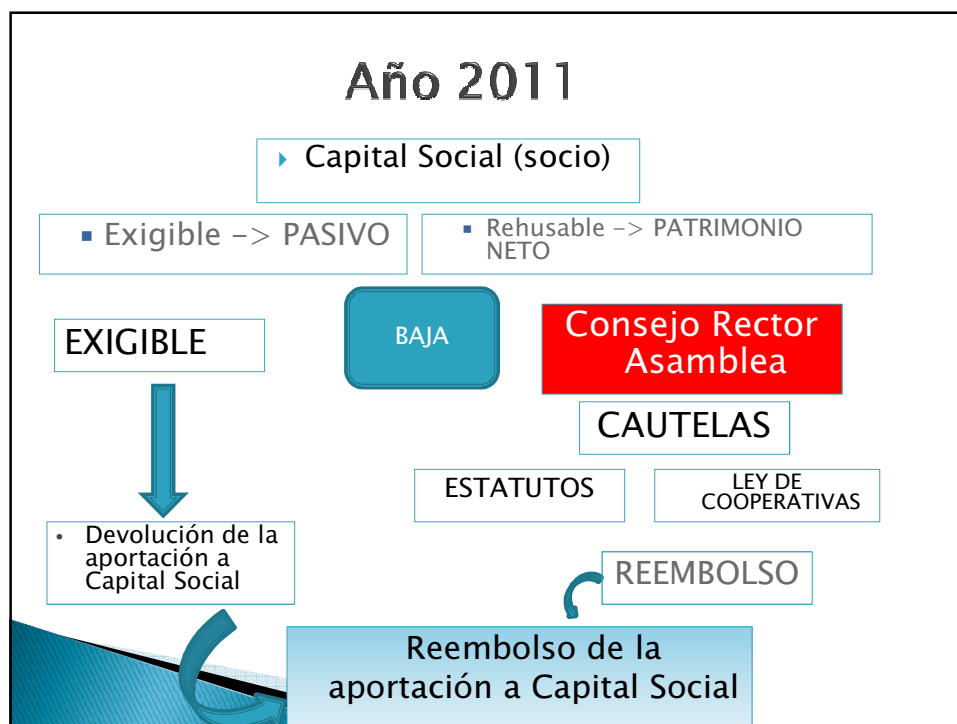 Año 2011
Capital Social (socio)
Exigible –> PASIVO
Rehusable –> PATRIMONIO
NETO
EXIGIBLE
BAJA
Consejo Rector
Asamblea
CAUTELAS
ESTATUTOS
LEY DE
COOPERATIVAS
Devolución de la
aportación a
Capital Social
REEMBOLSO
Reembolso de la
aportación a Capital Social